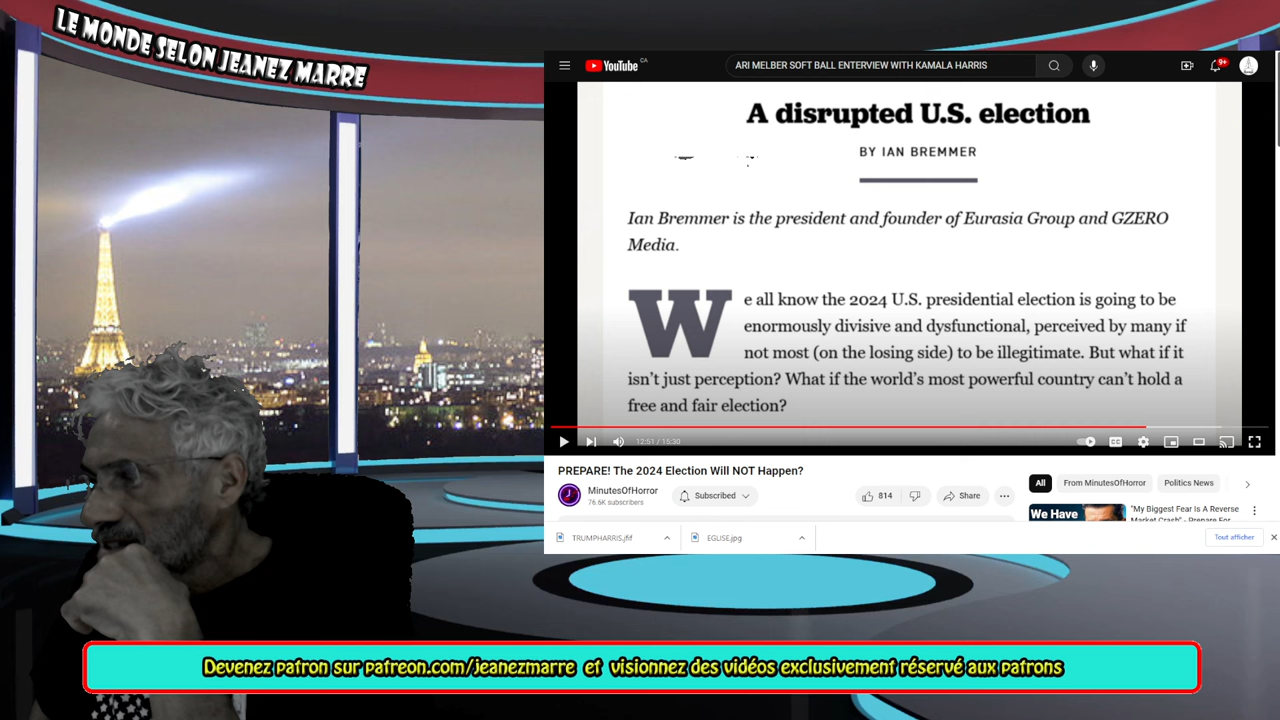 LE MONDE SELON JEANEZ MARRE
YouTube CA
ARI MELBER SOFT BALL ENTERVIEW WITH KAMALA HARRIS
9+
A disrupted U.S. election
BY IAN BREMMER
Ian Bremmer is the president and founder of Eurasia Group and GZERO
Media.
We all know the 2024 U.S. presidential election is going to be
enormously divisive and dysfunctional, perceived by many if
not most (on the losing side) to be illegitimate. But what if it
isn't just perception? What if the world's most powerful country can't hold a
free and fair election?
12:51 / 15:30
CC
PREPARE! The 2024 Election Will NOT Happen?
MinutesOfHorror
76.6K subscribers
Subscribed
814
Share
All
From MinutesOfHorror
Politics News
We Have
"My Biggest Fear Is A Reverse
Market Crash" - Prepare For
TRUMPHARRIS.jfif
EGLISE.jpg
Tout afficher
Devenez patron sur patreon.com/jeanezmarre et visionnez des vidéos exclusivement réservé aux patrons